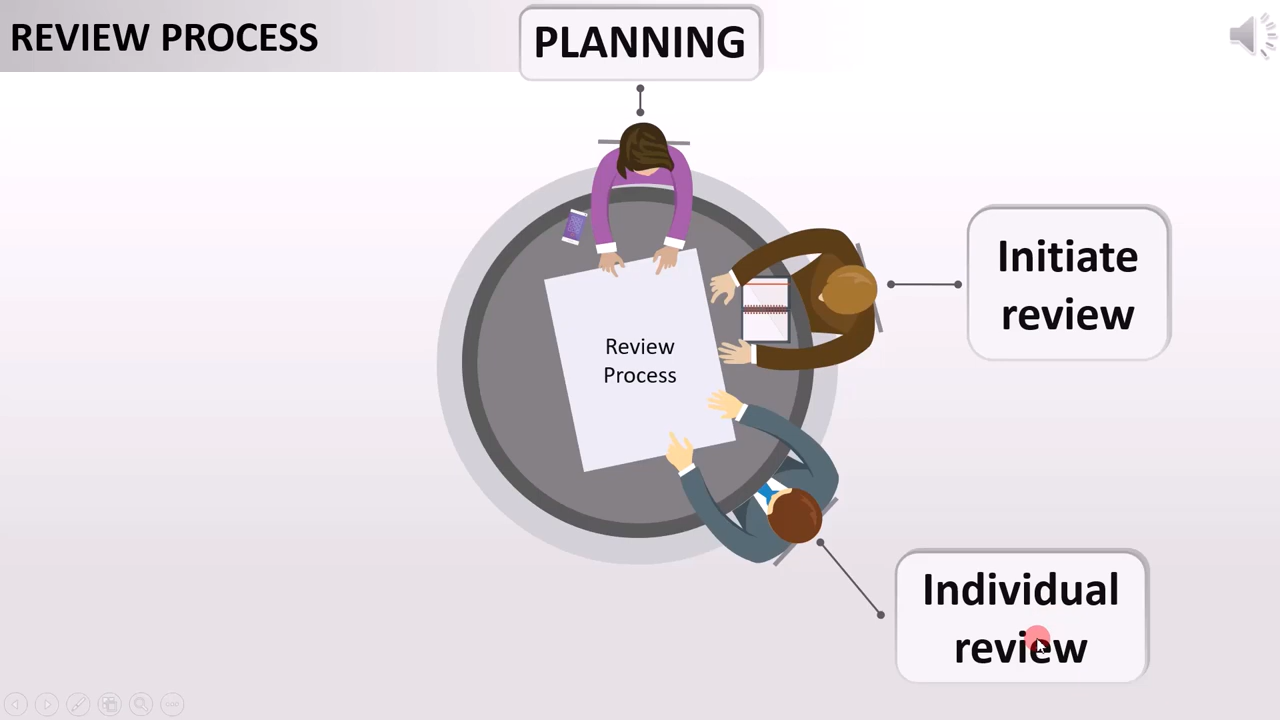 REVIEW PROCESS
PLANNING
Initiate
review
Review
Process
Individual
review